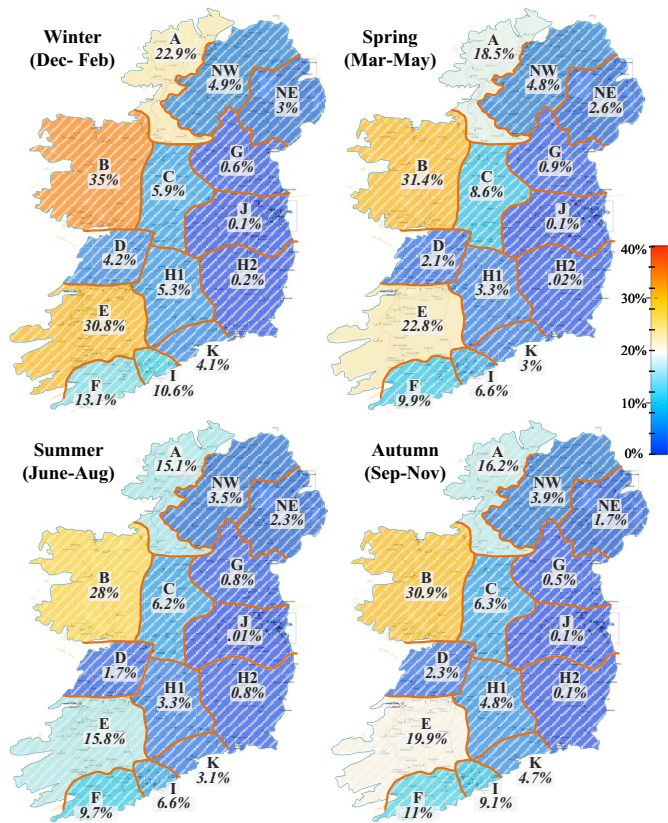 Winter
(Dec- Feb)
A
22.9%
NW
4.9%
NE
3%
B
35%
C
5.9%
G
0.6%
J
0.1%
D
4.2%
H1
5.3%
H2
0.2%
E
30.8%
K
4.1%
I
10.6%
F
13.1%
Spring
(Mar-May)
A
18.5%
NW
4.8%
NE
2.6%
B
31.4%
C
8.6%
G
0.9%
J
0.1%
D
2.1%
H1
3.3%
H2
.02%
E
22.8%
K
3%
I
6.6%
F
9.9%
40%
30%
20%
10%
0%
Summer
(June-Aug)
A
15.1%
NW
3.5%
NE
2.3%
B
28%
C
6.2%
G
0.8%
J
.01%
D
1.7%
H1
3.3%
H2
0.8%
E
15.8%
K
3.1%
I
6.6%
F
9.7%
Autumn
(Sep-Nov)
A
16.2%
NW
3.9%
NE
1.7%
B
30.9%
C
6.3%
G
0.5%
J
0.1%
D
2.3%
H1
4.8%
H2
0.1%
E
19.9%
K
4.7%
I
9.1%
F
11%